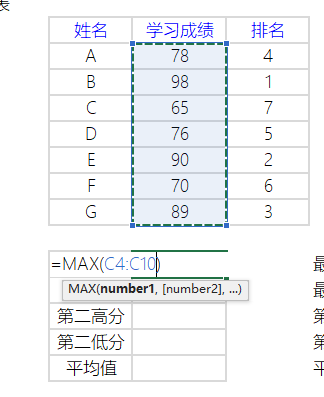 表
姓名 学习成绩 排名
A 78 4
B 98 1
C 65 7
D 76 5
E 90 2
F 70 6
G 89 3
=MAX(C4:C10)
MAX(number1, [number2], ...)
第二高分
第二低分
平均值
最
最
第
第
平